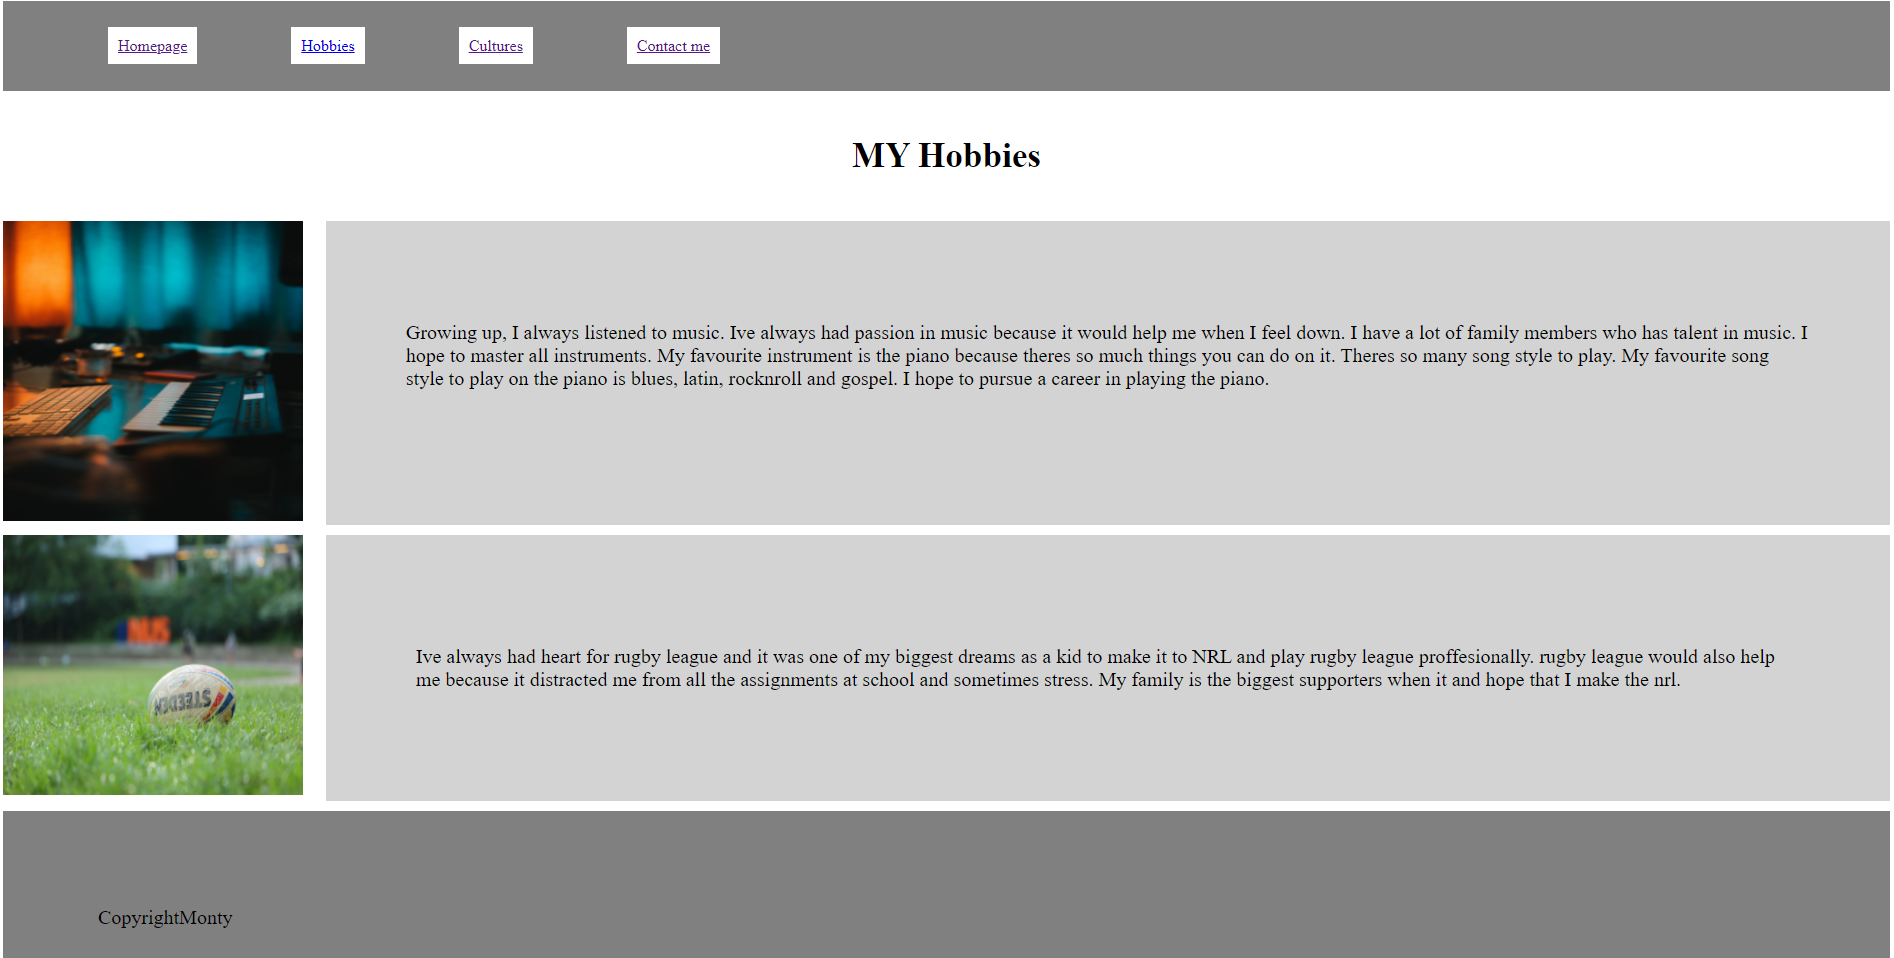 Homepage
Hobbies
Cultures
Contact me
MY Hobbies
Growing up, I always listened to music. Ive always had passion in music because it would help me when I feel down. I have a lot of family members who has talent in music. I
hope to master all instruments. My favourite instrument is the piano because theres so much things you can do on it. Theres so many song style to play. My favourite song
style to play on the piano is blues, latin, rocknroll and gospel. I hope to pursue a career in playing the piano.
NUS
STEEDEN
Ive always had heart for rugby league and it was one of my biggest dreams as a kid to make it to NRL and play rugby league proffesionally. rugby league would also help
me because it distracted me from all the assignments at school and sometimes stress. My family is the biggest supporters when it and hope that I make the nrl.
CopyrightMonty